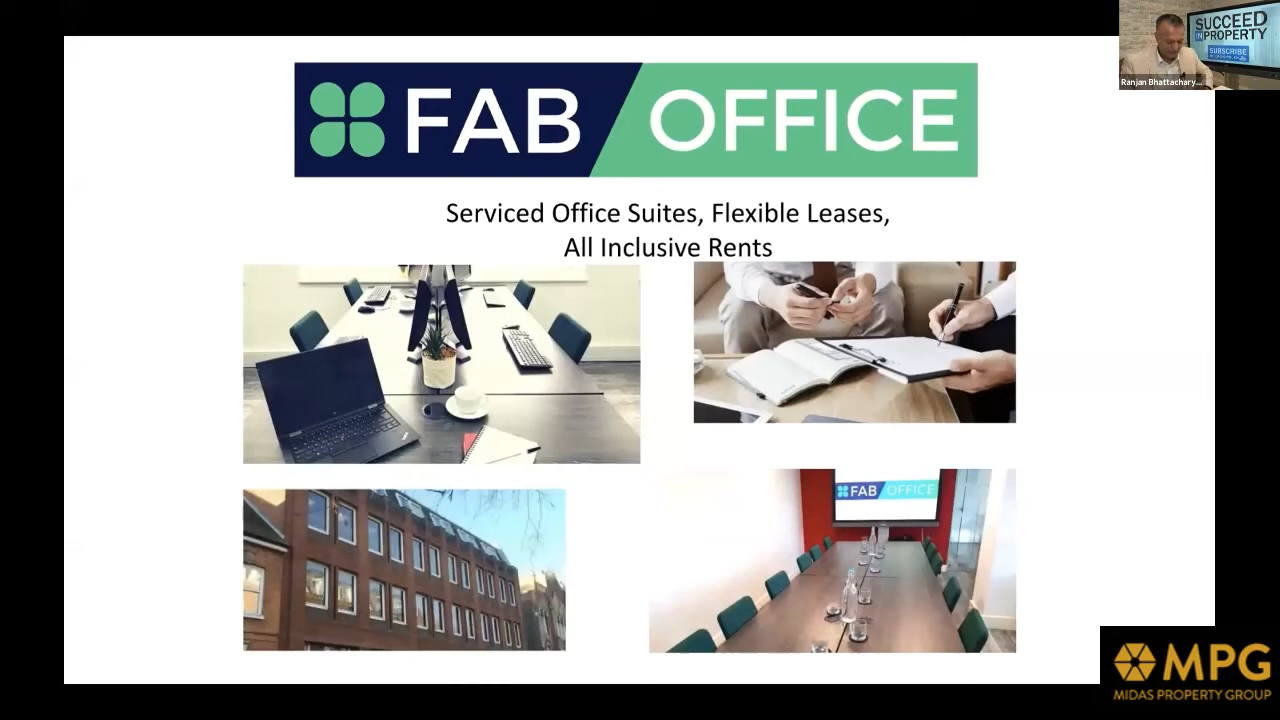 SUCCEED
IN PROPERTY
SUBSCRIBE
Ranjan Bhattachary...
FAB OFFICE
Serviced Office Suites, Flexible Leases,
All Inclusive Rents
FAB OFFICE
MPG
MIDAS PROPERTY GROUP